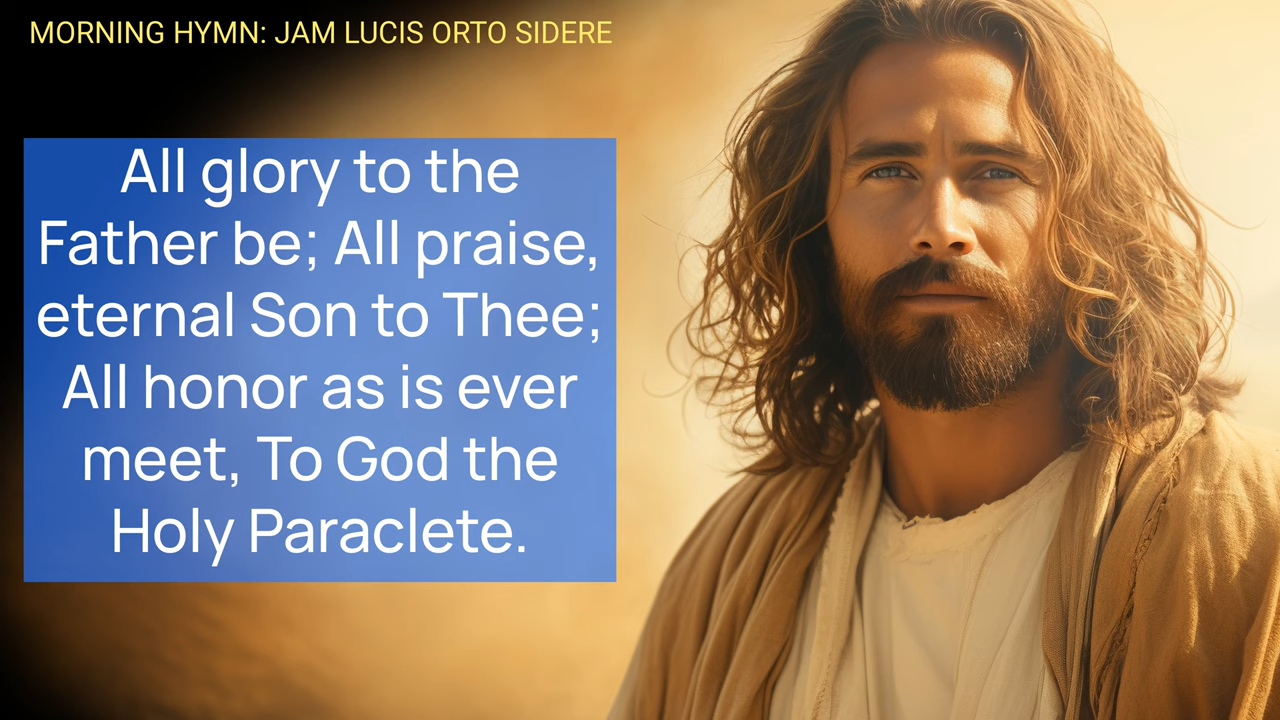 MORNING HYMN: JAM LUCIS ORTO SIDERE
All glory to the
Father be; All praise,
eternal Son to Thee;
All honor as is ever
meet, To God the
Holy Paraclete.